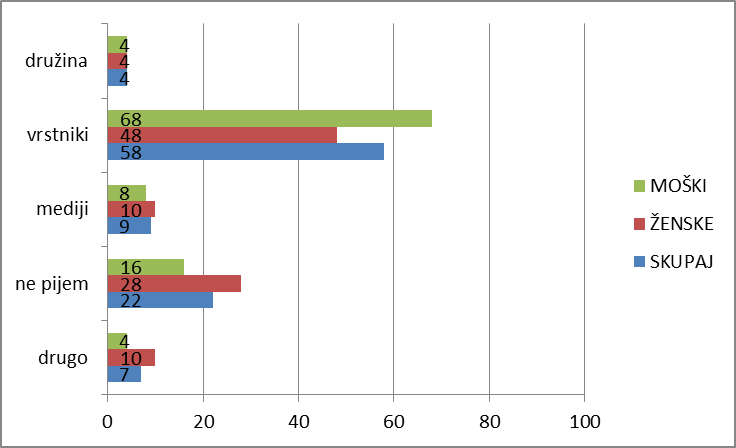 družina
4
4
4
vrstniki
68
48
58
mediji
8
10
9
ne pijem
16
28
22
drugo
4
10
7
0 20 40 60 80 100
MOŠKI
ŽENSKE
SKUPAJ